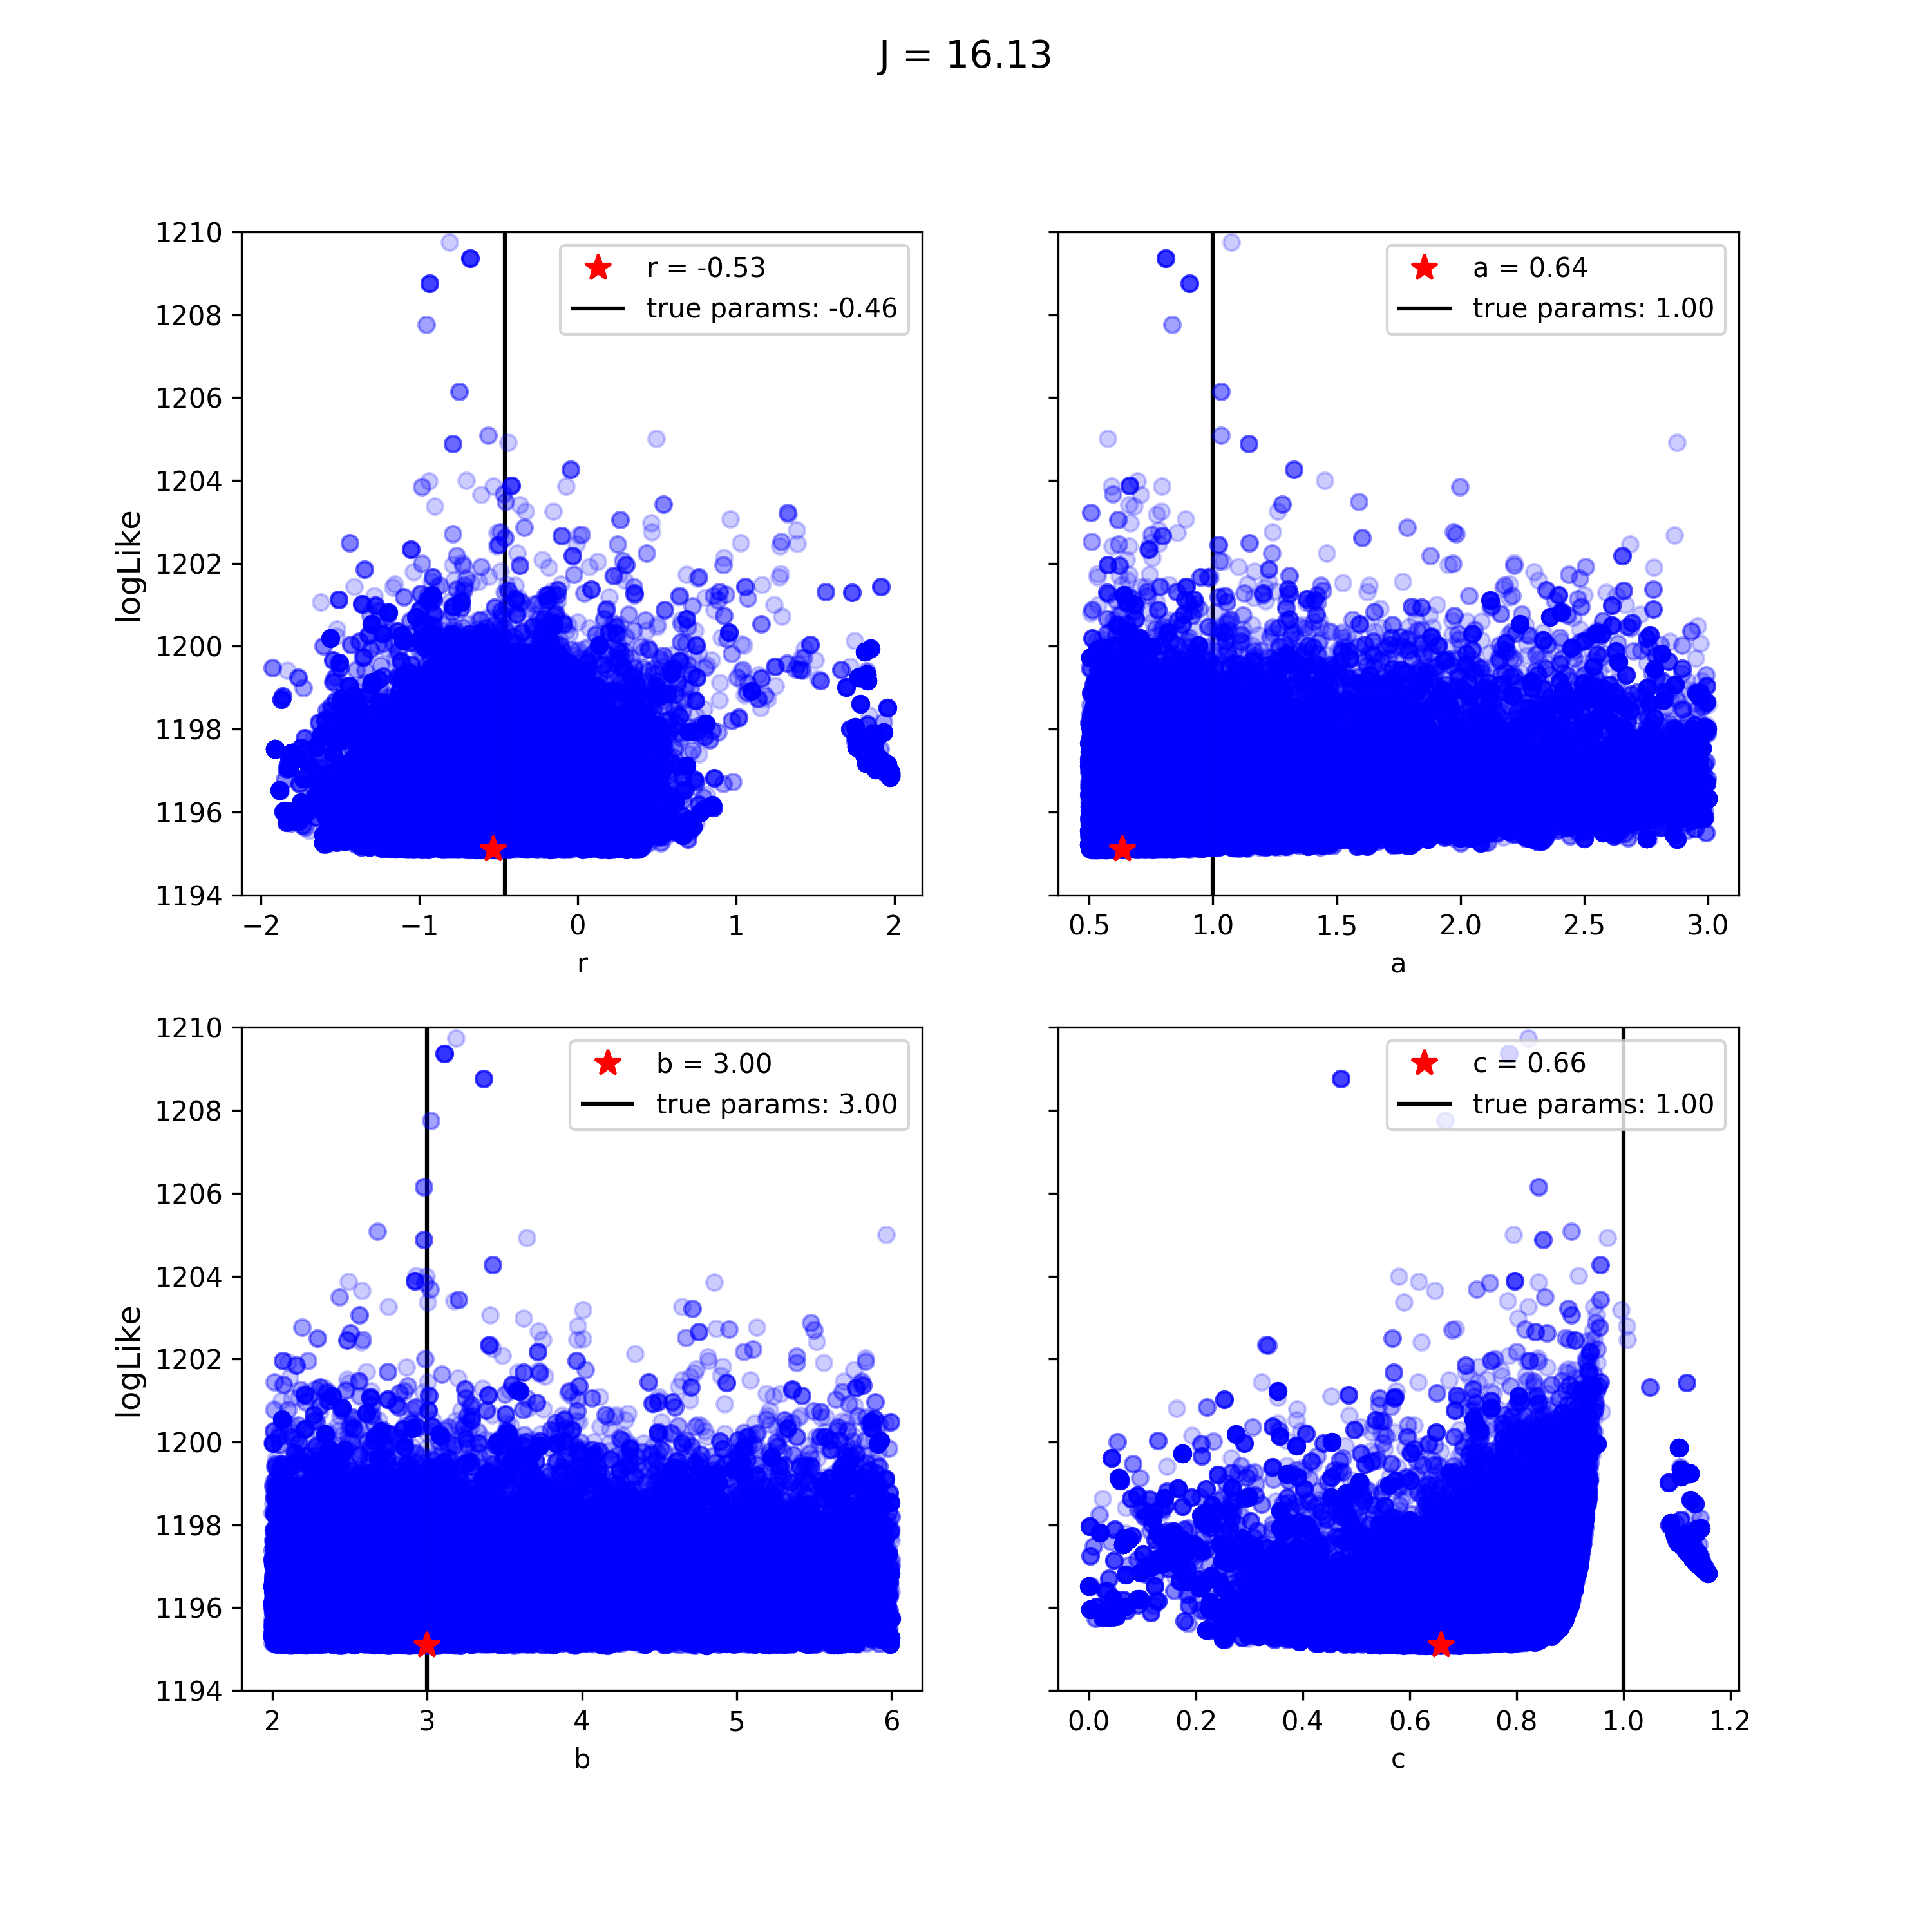 J = 16.13
1210
1208
1206
1204
1202
1200
1198
1196
1194
logLike
r = -0.53
true params: -0.46
−2
−1
0
1
2
r
a = 0.64
true params: 1.00
0.5
1.0
1.5
2.0
2.5
3.0
a
1210
1208
1206
1204
1202
1200
1198
1196
1194
logLike
b = 3.00
true params: 3.00
2
3
4
5
6
b
c = 0.66
true params: 1.00
0.0
0.2
0.4
0.6
0.8
1.0
1.2
c